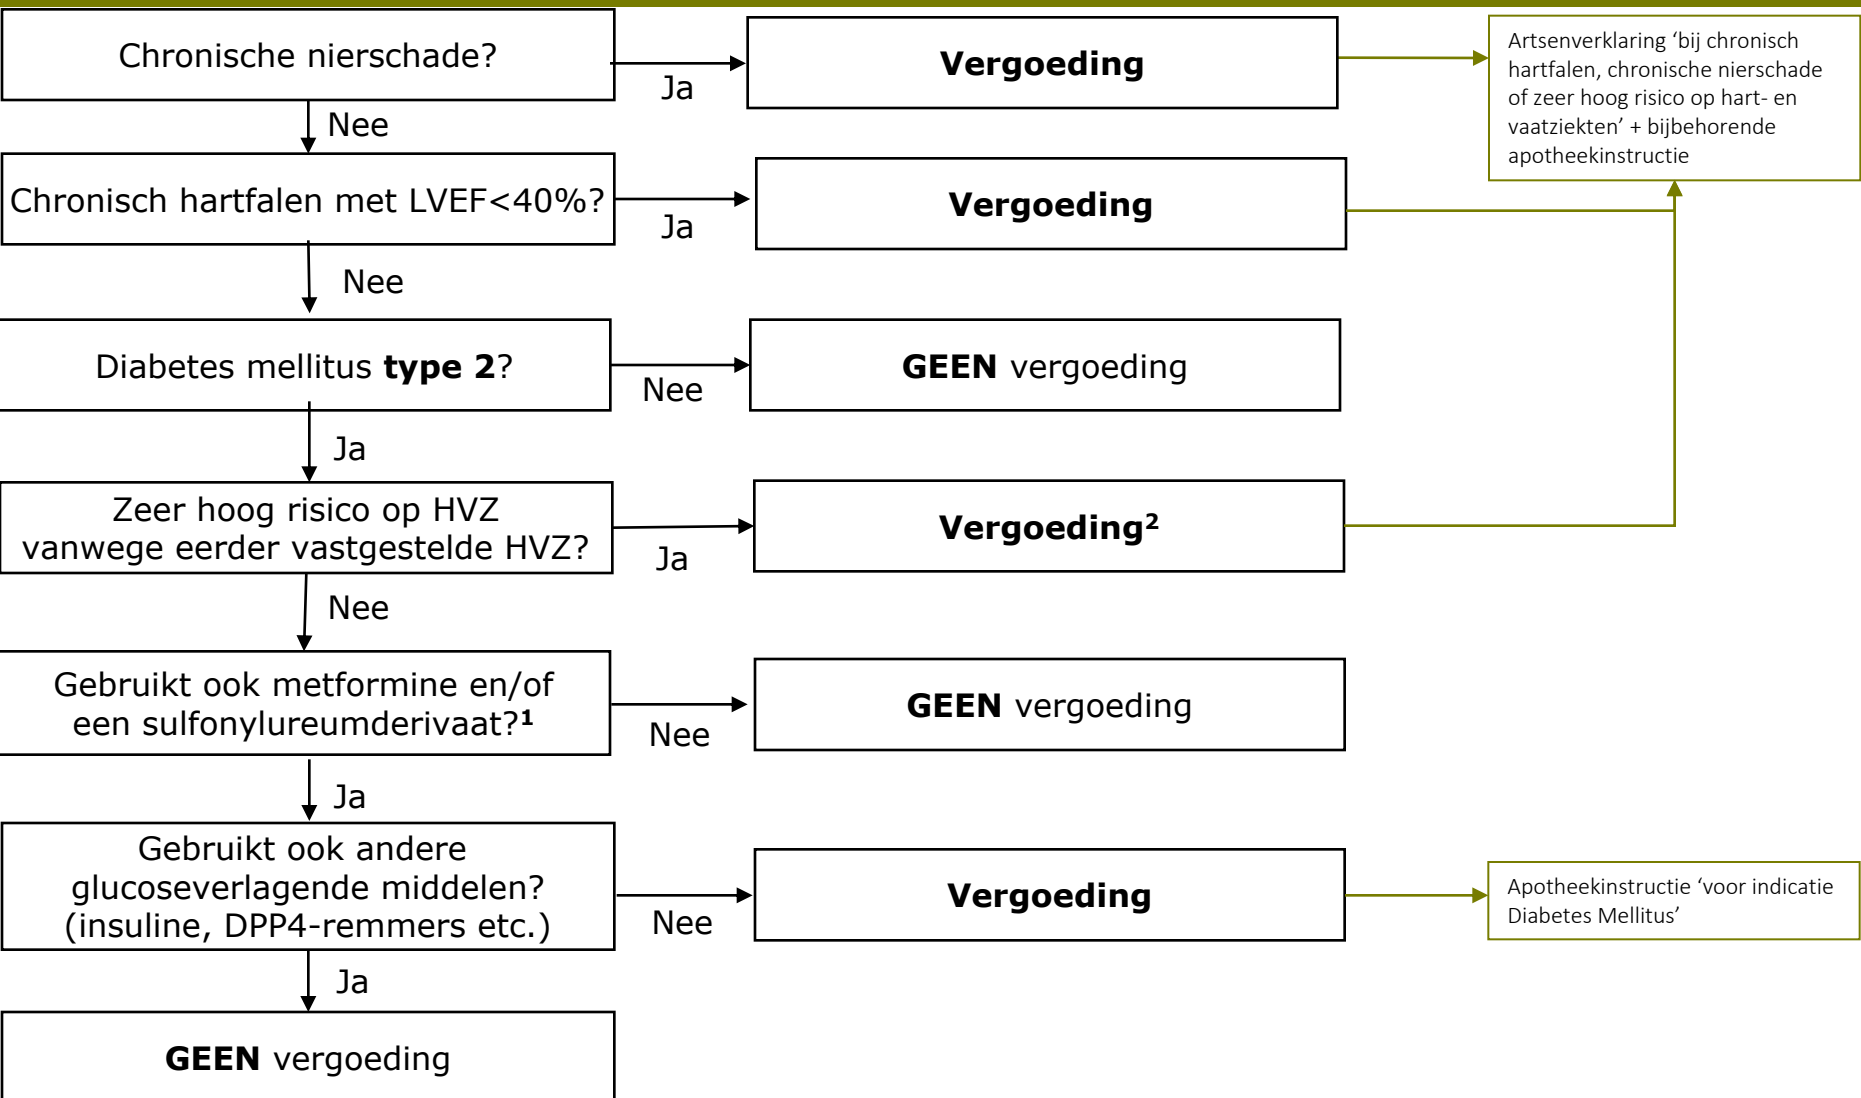 Chronische nierschade?
Ja
Vergoeding
Artsenverklaring ‘bij chronisch
hartfalen, chronische nierschade
of zeer hoog risico op hart- en
vaatziekten’ + bijbehorende
apotheekinstructie
Nee
Chronisch hartfalen met LVEF<40%?
Ja
Vergoeding
Nee
Diabetes mellitus type 2?
Nee
GEEN vergoeding
Ja
Zeer hoog risico op HVZ
vanwege eerder vastgestelde HVZ?
Ja
Vergoeding²
Nee
Gebruikt ook metformine en/of
een sulfonylureumderivaat?¹
Nee
GEEN vergoeding
Ja
Gebruikt ook andere
glucoseverlagende middelen?
(insuline, DPP4-remmers etc.)
Nee
Vergoeding
Apotheekinstructie ‘voor indicatie
Diabetes Mellitus’
Ja
GEEN vergoeding